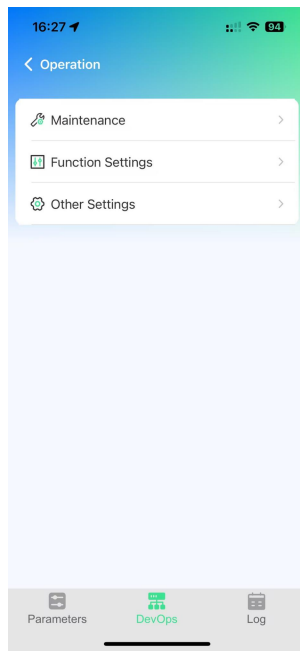 16:27
94
Operation
Maintenance
Function Settings
Other Settings
Parameters
DevOps
Log